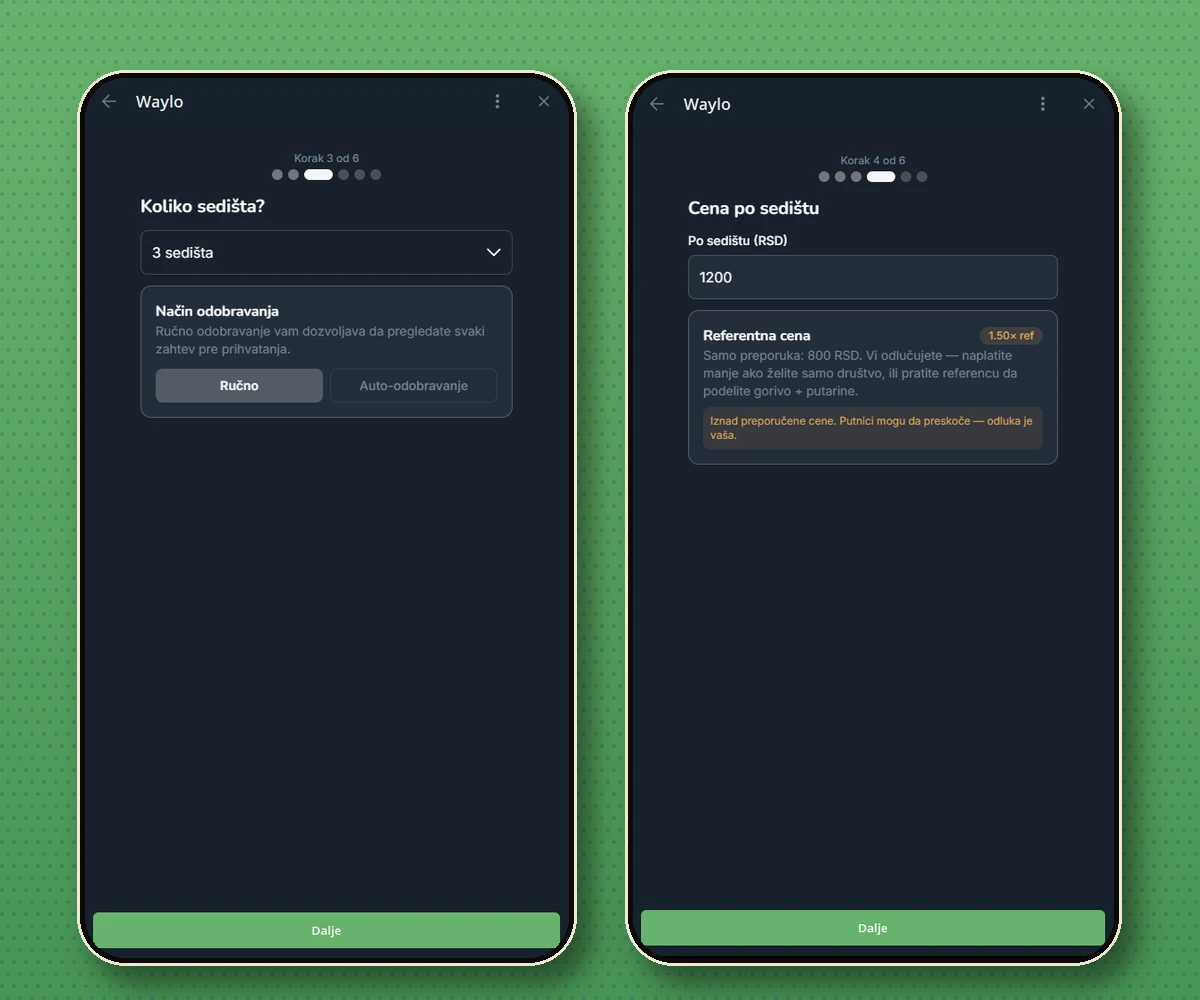 Waylo
Korak 3 od 6
Koliko sedišta?
3 sedišta
Način odobravanja
Ručno odobravanje vam dozvoljava da pregledate svaki
zahtev pre prihvatanja.
Ručno
Auto-odobravanje
Dalje
Waylo
Korak 4 od 6
Cena po sedištu
Po sedištu (RSD)
1200
Referentna cena
1.50× ref
Samo preporuka: 800 RSD. Vi odlučujete — naplatite
manje ako želite samo društvo, ili pratite referencu da
podelite gorivo + putarine.
Iznad preporučene cene. Putnici mogu da preskoče — odluka je
vaša.
Dalje